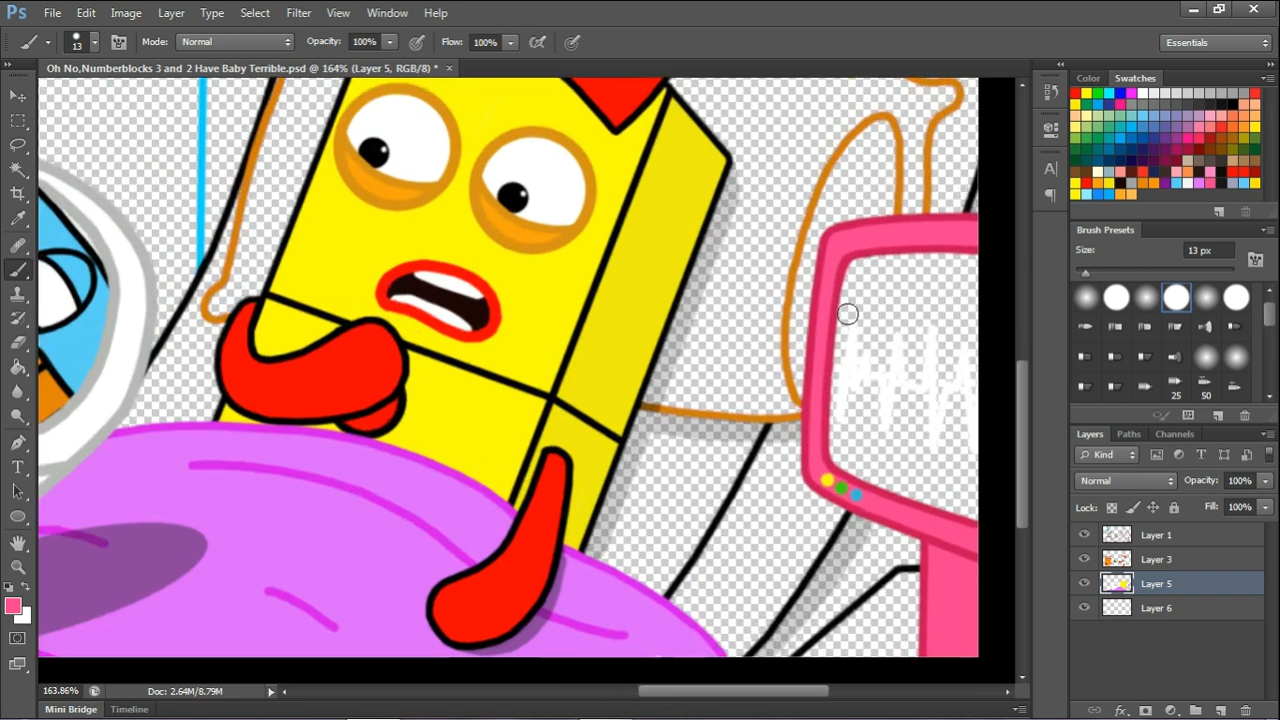 Ps File Edit Image Layer Type Select Filter View Window Help
13 Mode: Normal Opacity: 100% Flow: 100% Essentials
Oh No,Numberblocks 3 and 2 Have Baby Terrible.psd @ 164% (Layer 5, RGB/8) *
Color Swatches
Brush Presets
Size: 13 px
25 50
Layers Paths Channels
Kind
Normal Opacity: 100%
Lock: Fill: 100%
Layer 1
Layer 3
Layer 5
Layer 6
163.86% Doc: 2.64M/8.79M
Mini Bridge Timeline